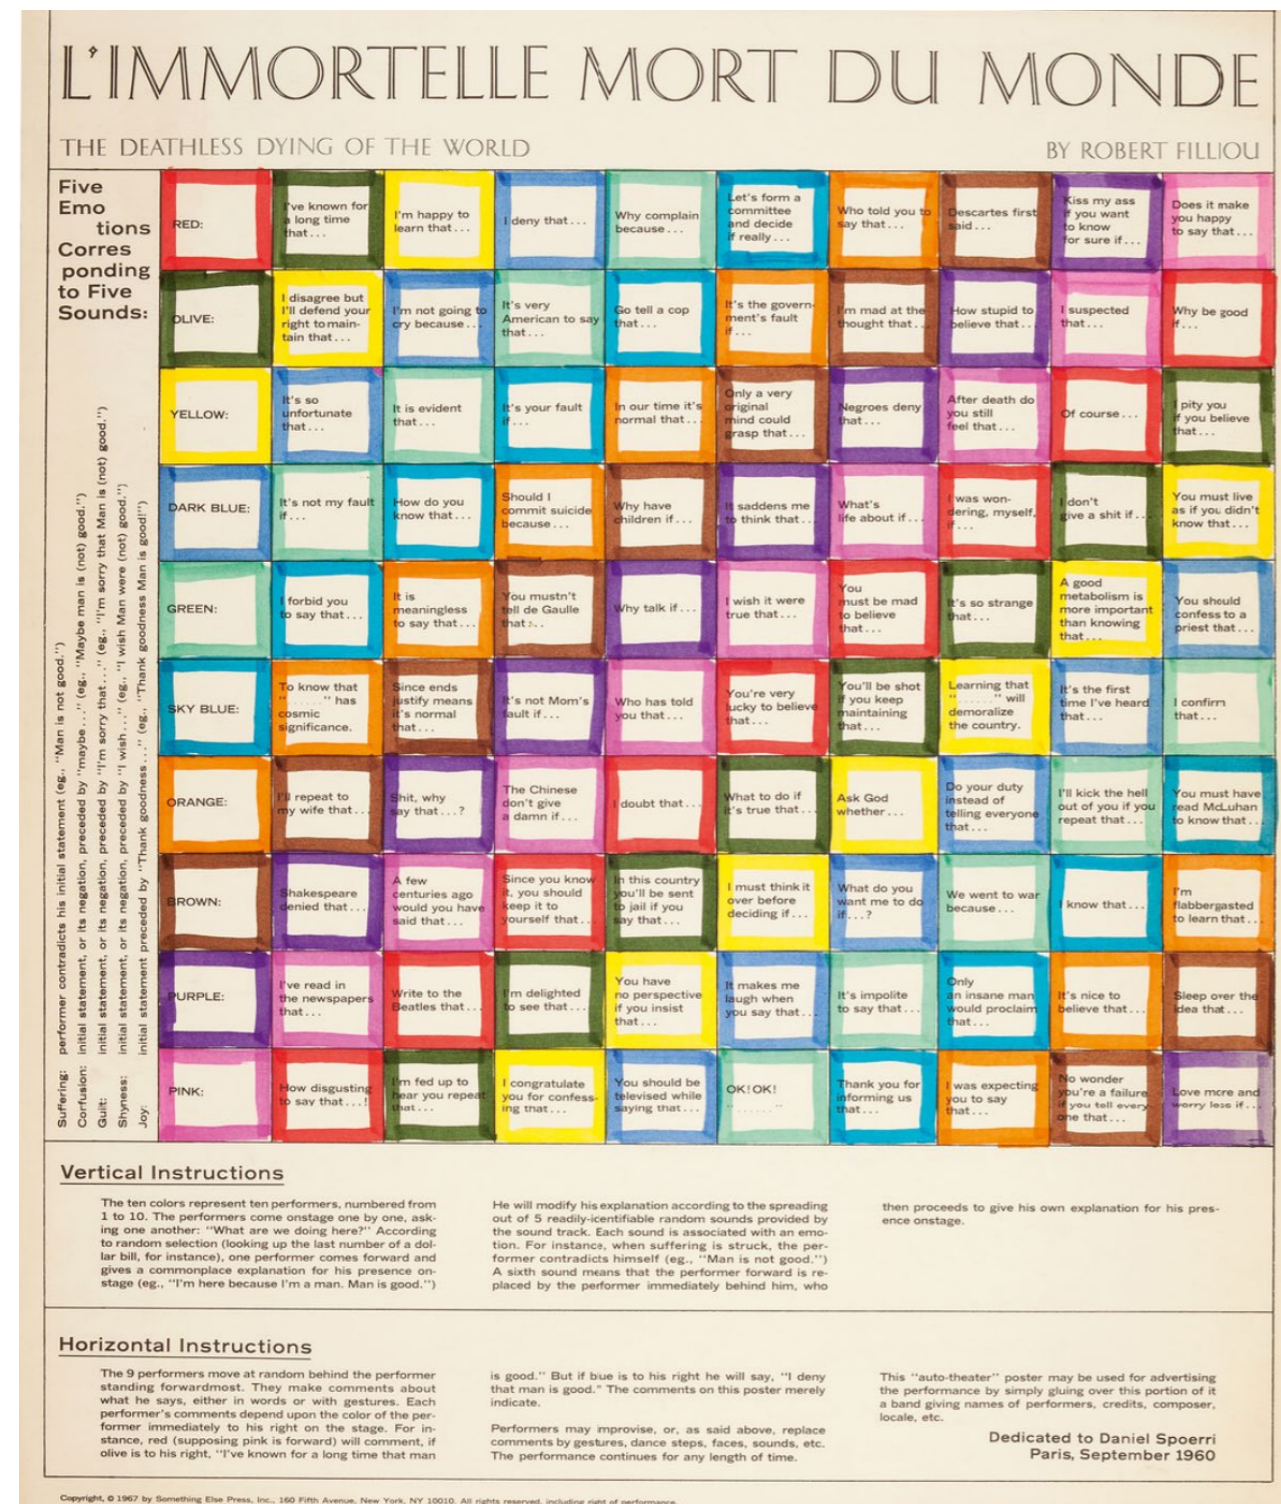 L'IMMORTELLE MORT DU MONDE
THE DEATHLESS DYING OF THE WORLD
BY ROBERT FILLIOU
Five
Emo
tions
Corres
ponding
to Five
Sounds:
Suffering: performer contradicts his initial statement (eg., "Man is not good.")
Confusion: initial statement, or its negation, preceded by "maybe..." (eg., "Maybe man is (not) good.")
Guilt: initial statement, or its negation, preceded by "I'm sorry that..." (eg., "I'm sorry that Man is (not) good.")
Shyness: initial statement, or its negation, preceded by "I wish..." (eg., "I wish Man were (not) good.")
Joy: initial statement preceded by "Thank goodness..." (eg., "Thank goodness Man is good!")
RED:
I've known for
a long time
that...
I'm happy to
learn that...
I deny that...
Why complain
because...
Let's form a
committee
and decide
if really...
Who told you to
say that...
Descartes first
said...
Kiss my ass
if you want
to know
for sure if...
Does it make
you happy
to say that...
OLIVE:
I disagree but
I'll defend your
right to main-
tain that...
I'm not going to
cry because...
It's very
American to say
that...
Go tell a cop
that...
It's the govern-
ment's fault
if...
I'm mad at the
thought that...
How stupid to
believe that...
I suspected
that...
Why be good
if...
YELLOW:
It's so
unfortunate
that...
It is evident
that...
It's your fault
if...
In our time it's
normal that...
Only a very
original
mind could
grasp that...
Negroes deny
that...
After death do
you still
feel that...
Of course...
I pity you
if you believe
that...
DARK BLUE:
It's not my fault
if...
How do you
know that...
Should I
commit suicide
because...
Why have
children if...
It saddens me
to think that...
What's
life about if...
I was won-
dering, myself,
if...
I don't
give a shit if...
You must live
as if you didn't
know that...
GREEN:
I forbid you
to say that...
It is
meaningless
to say that...
You mustn't
tell de Gaulle
that...
Why talk if...
I wish it were
true that...
You
must be mad
to believe
that...
It's so strange
that...
A good
metabolism is
more important
than knowing
that...
You should
confess to a
priest that...
SKY BLUE:
To know that
"......" has
cosmic
significance.
Since ends
justify means
it's normal
that...
It's not Mom's
fault if...
Who has told
you that...
You're very
lucky to believe
that...
You'll be shot
if you keep
maintaining
that...
Learning that
"......" will
demoralize
the country.
It's the first
time I've heard
that...
I confirm
that...
ORANGE:
I'll repeat to
my wife that...
Shit, why
say that...?
The Chinese
don't give
a damn if...
I doubt that...
What to do if
it's true that...
Ask God
whether...
Do your duty
instead of
telling everyone
that...
I'll kick the hell
out of you if you
repeat that...
You must have
read McLuhan
to know that...
BROWN:
Shakespeare
denied that...
A few
centuries ago
would you have
said that...
Since you know
it, you should
keep it to
yourself that...
In this country
you'll be sent
to jail if you
say that...
I must think it
over before
deciding if...
What do you
want me to do
if...?
We went to war
because...
I know that...
I'm
flabbergasted
to learn that...
PURPLE:
I've read in
the newspapers
that...
Write to the
Beatles that...
I'm delighted
to see that...
You have
no perspective
if you insist
that...
It makes me
laugh when
you say that...
It's impolite
to say that...
Only
an insane man
would proclaim
that...
It's nice to
believe that...
Sleep over the
idea that...
PINK:
How disgusting
to say that...!
I'm fed up to
hear you repeat
that...
I congratulate
you for confess-
ing that...
You should be
televised while
saying that...
OK! OK!
.......
Thank you for
informing us
that...
I was expecting
you to say
that...
No wonder
you're a failure
if you tell every-
one that...
Love more and
worry less if...
Vertical Instructions
The ten colors represent ten performers, numbered from
1 to 10. The performers come onstage one by one, ask-
ing one another: "What are we doing here?" According
to random selection (looking up the last number of a dol-
lar bill, for instance), one performer comes forward and
gives a commonplace explanation for his presence on-
stage (eg., "I'm here because I'm a man. Man is good.")
He will modify his explanation according to the spreading
out of 5 readily-identifiable random sounds provided by
the sound track. Each sound is associated with an emo-
tion. For instance, when suffering is struck, the per-
former contradicts himself (eg., "Man is not good.")
A sixth sound means that the performer forward is re-
placed by the performer immediately behind him, who
then proceeds to give his own explanation for his pres-
ence onstage.
Horizontal Instructions
The 9 performers move at random behind the performer
standing forwardmost. They make comments about
what he says, either in words or with gestures. Each
performer's comments depend upon the color of the per-
former immediately to his right on the stage. For in-
stance, red (supposing pink is forward) will comment, if
olive is to his right, "I've known for a long time that man
is good." But if blue is to his right he will say, "I deny
that man is good." The comments on this poster merely
indicate.
Performers may improvise, or, as said above, replace
comments by gestures, dance steps, faces, sounds, etc.
The performance continues for any length of time.
This "auto-theater" poster may be used for advertising
the performance by simply gluing over this portion of it
a band giving names of performers, credits, composer,
locale, etc.
Dedicated to Daniel Spoerri
Paris, September 1960
Copyright, © 1967 by Something Else Press, Inc., 160 Fifth Avenue, New York, NY 10010. All rights reserved, including right of performance.